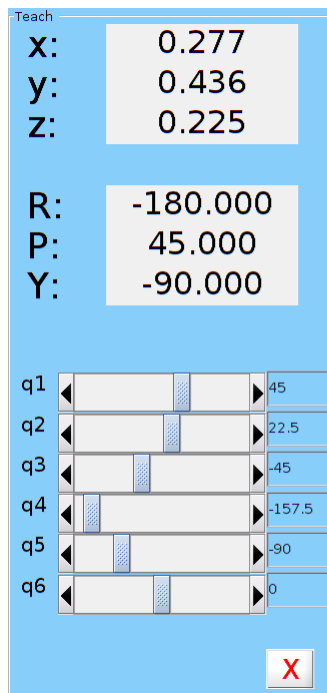 Teach
x: 0.277
y: 0.436
z: 0.225
R: -180.000
P: 45.000
Y: -90.000
q1 45
q2 22.5
q3 -45
q4 -157.5
q5 -90
q6 0
X